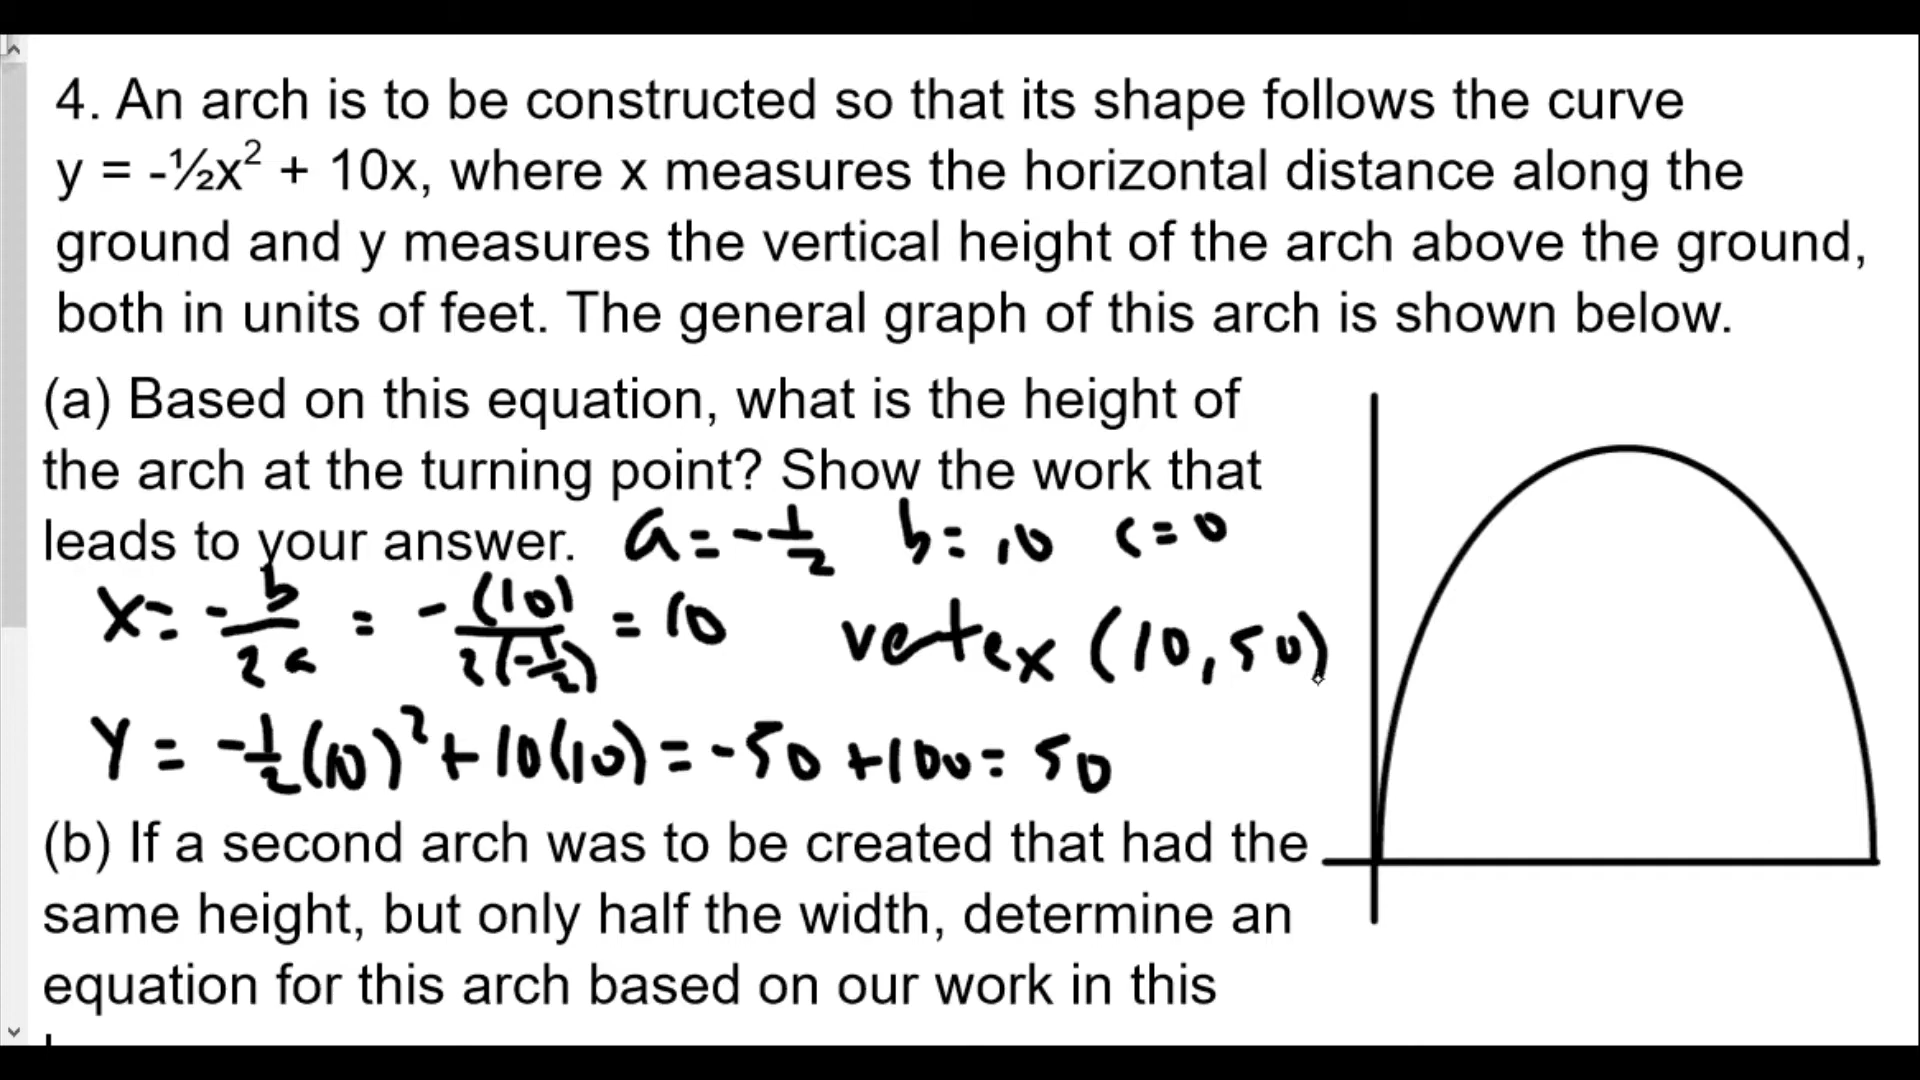 4. An arch is to be constructed so that its shape follows the curve
y = -½x² + 10x, where x measures the horizontal distance along the
ground and y measures the vertical height of the arch above the ground,
both in units of feet. The general graph of this arch is shown below.
(a) Based on this equation, what is the height of
the arch at the turning point? Show the work that
leads to your answer. a = -1/2 b = 10 c = 0
x = -b/2a = -(10)/2(-1/2) = 10 vertex (10,50)
y = -1/2(10)² + 10(10) = -50 + 100 = 50
(b) If a second arch was to be created that had the
same height, but only half the width, determine an
equation for this arch based on our work in this